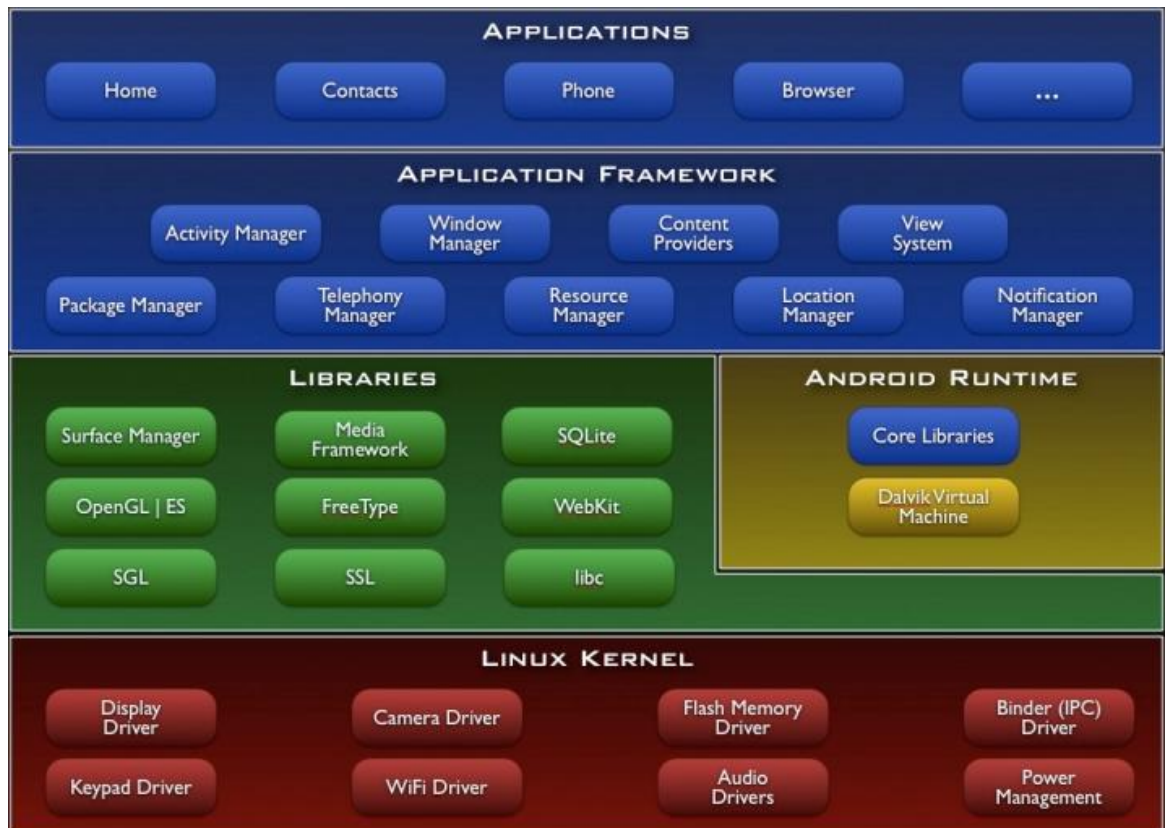 APPLICATIONS
Home
Contacts
Phone
Browser
...
APPLICATION FRAMEWORK
Activity Manager
Window
Manager
Content
Providers
View
System
Package Manager
Telephony
Manager
Resource
Manager
Location
Manager
Notification
Manager
LIBRARIES
Surface Manager
Media
Framework
SQLite
OpenGL | ES
FreeType
WebKit
SGL
SSL
libc
ANDROID RUNTIME
Core Libraries
Dalvik Virtual
Machine
LINUX KERNEL
Display
Driver
Camera Driver
Flash Memory
Driver
Binder (IPC)
Driver
Keypad Driver
WiFi Driver
Audio
Drivers
Power
Management